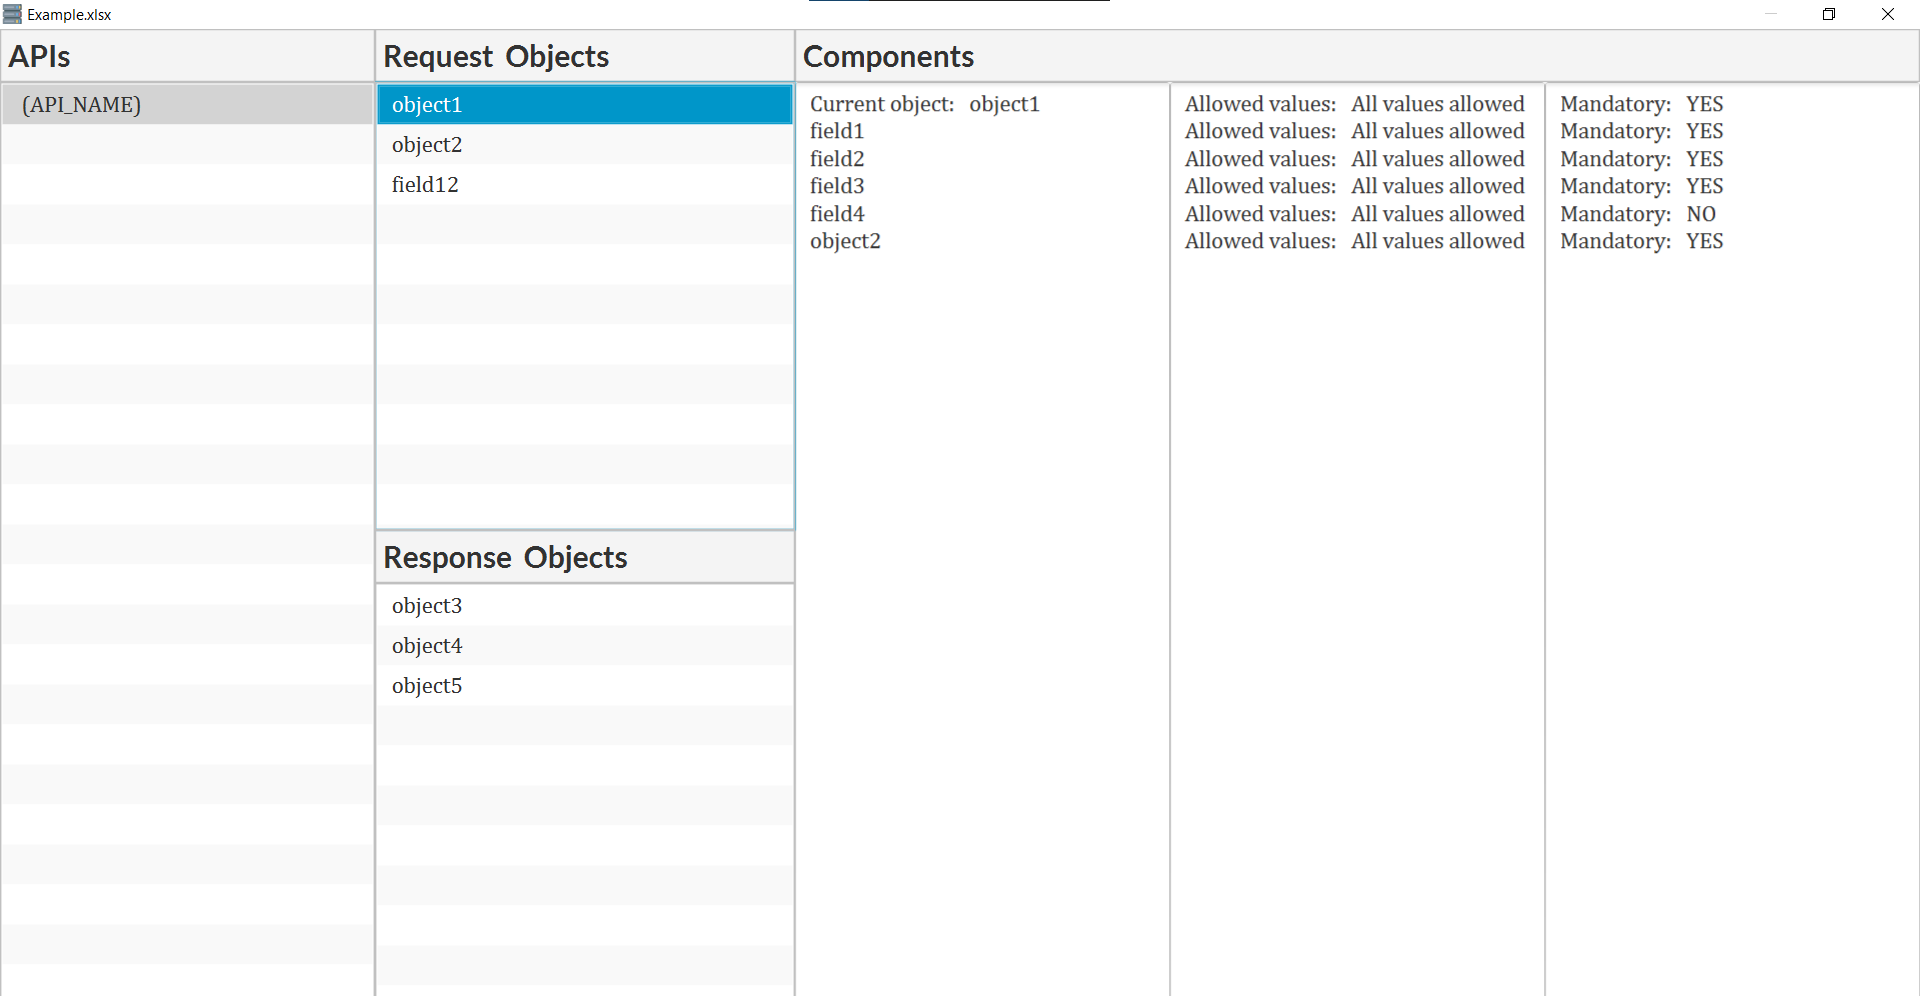 Example.xlsx
APIs
(API_NAME)
Request Objects
object1
object2
field12
Response Objects
object3
object4
object5
Components
Current object: object1 Allowed values: All values allowed Mandatory: YES
field1 Allowed values: All values allowed Mandatory: YES
field2 Allowed values: All values allowed Mandatory: YES
field3 Allowed values: All values allowed Mandatory: YES
field4 Allowed values: All values allowed Mandatory: NO
object2 Allowed values: All values allowed Mandatory: YES